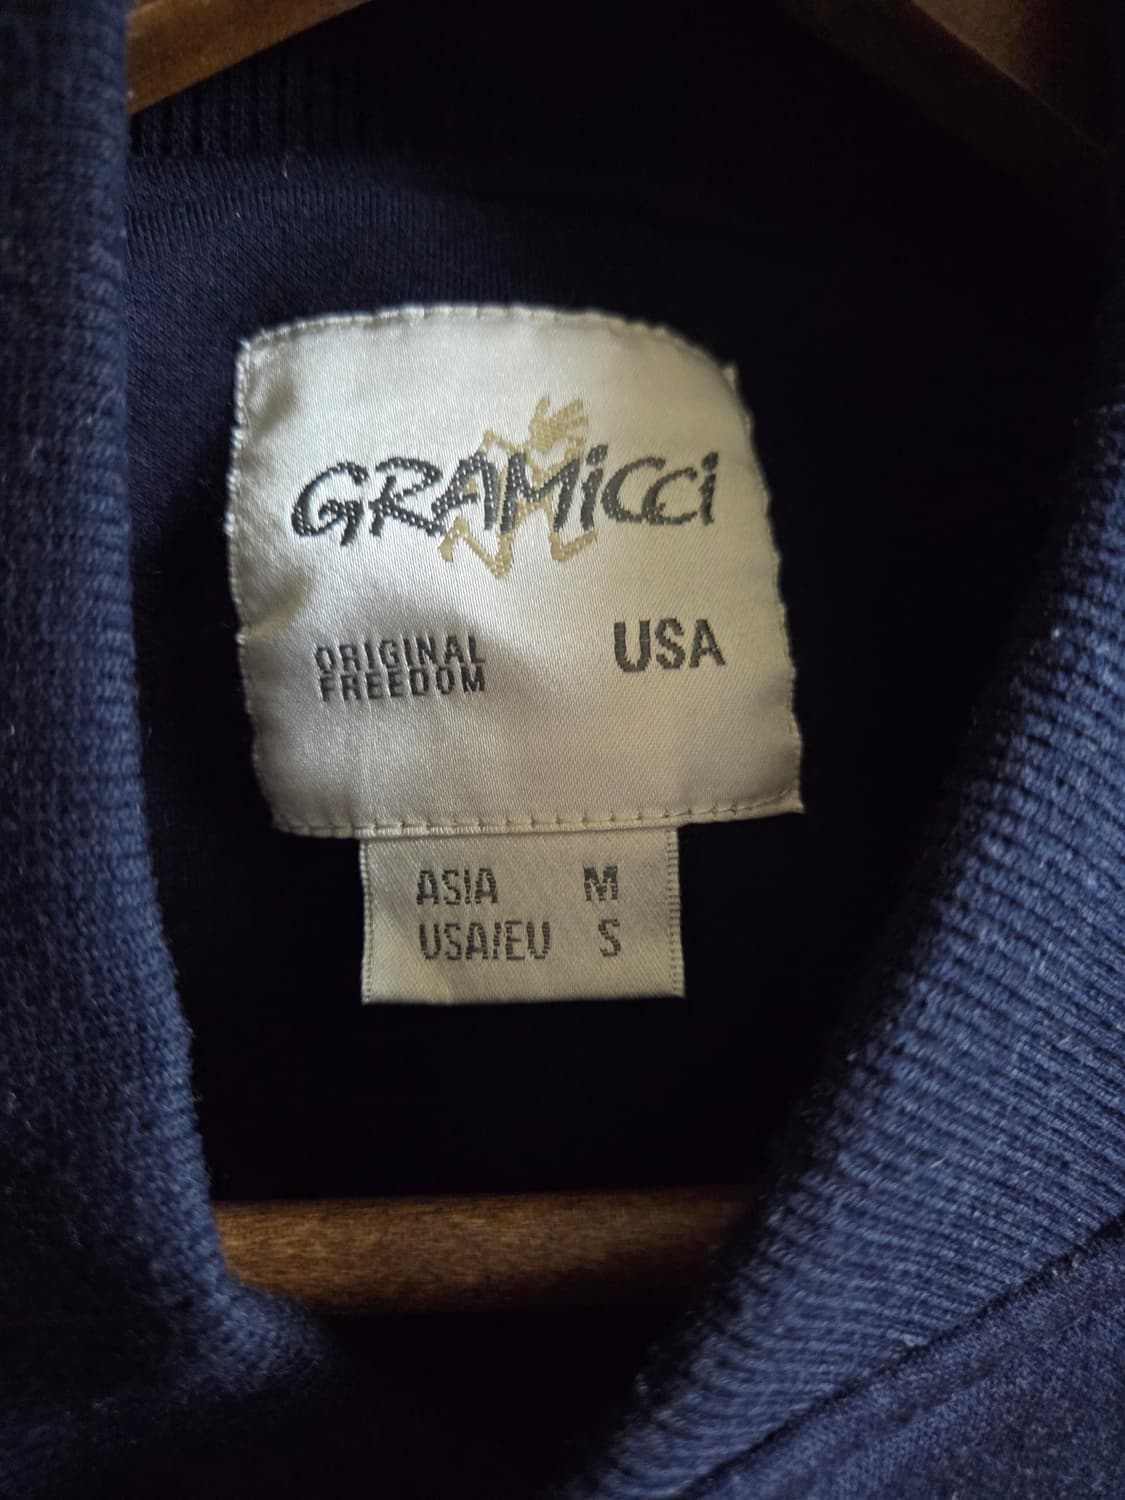 GRAMiCCi
ORIGINAL FREEDOM USA
ASIA M
USA/EU S